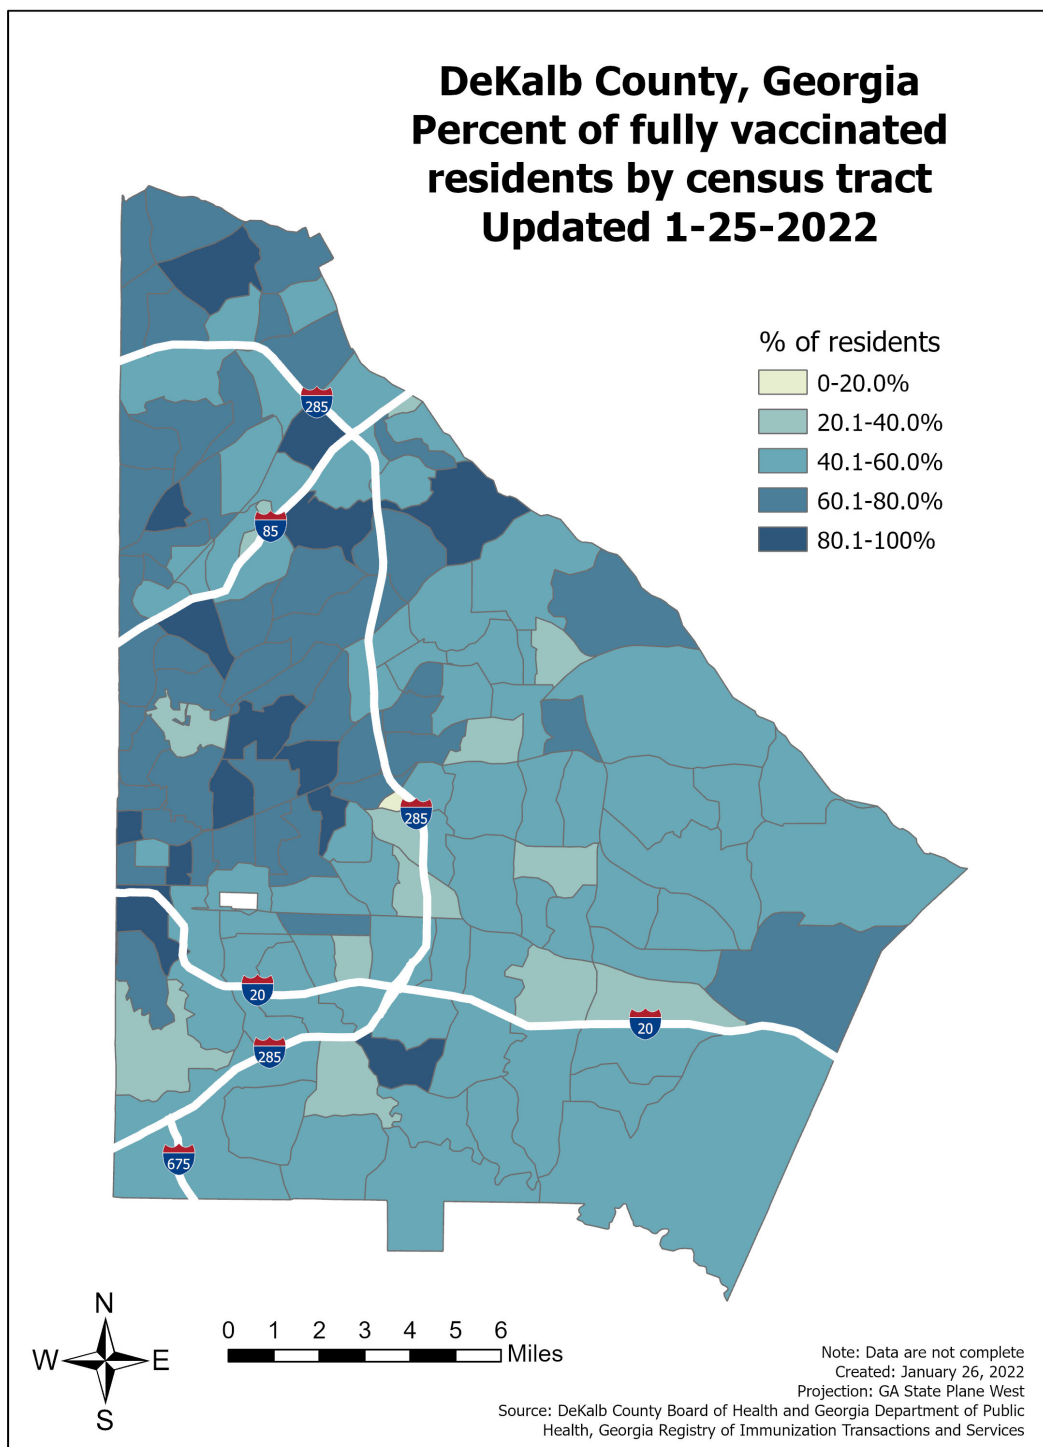 DeKalb County, Georgia
Percent of fully vaccinated
residents by census tract
Updated 1-25-2022
% of residents
0-20.0%
20.1-40.0%
40.1-60.0%
60.1-80.0%
80.1-100%
285
85
285
20
20
285
675
N
W E
S
0 1 2 3 4 5 6
Miles
Note: Data are not complete
Created: January 26, 2022
Projection: GA State Plane West
Source: DeKalb County Board of Health and Georgia Department of Public
Health, Georgia Registry of Immunization Transactions and Services